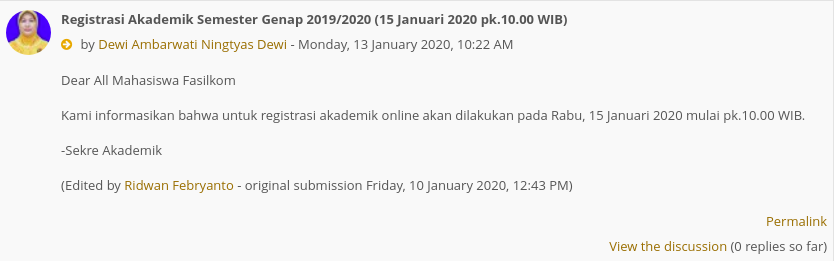 Registrasi Akademik Semester Genap 2019/2020 (15 Januari 2020 pk.10.00 WIB)
by Dewi Ambarwati Ningtyas Dewi - Monday, 13 January 2020, 10:22 AM
Dear All Mahasiswa Fasilkom
Kami informasikan bahwa untuk registrasi akademik online akan dilakukan pada Rabu, 15 Januari 2020 mulai pk.10.00 WIB.
-Sekre Akademik
(Edited by Ridwan Febryanto - original submission Friday, 10 January 2020, 12:43 PM)
Permalink
View the discussion (0 replies so far)